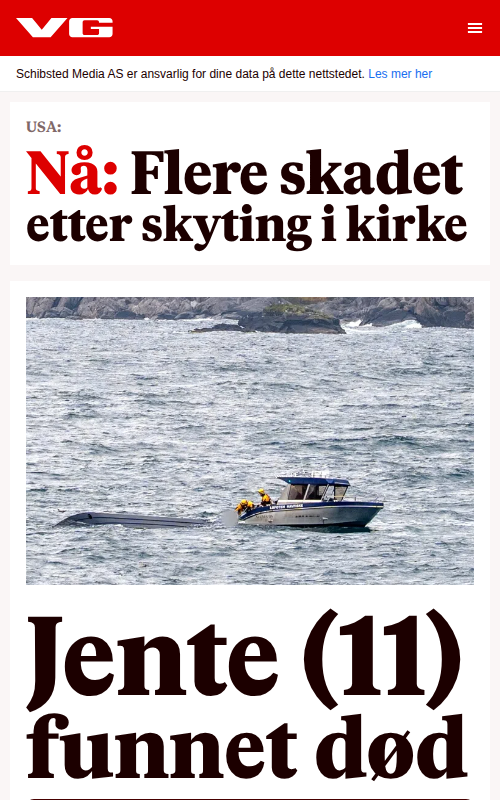 VG
Schibsted Media AS er ansvarlig for dine data på dette nettstedet. Les mer her
USA:
Nå: Flere skadet
etter skyting i kirke
Jente (11)
funnet død